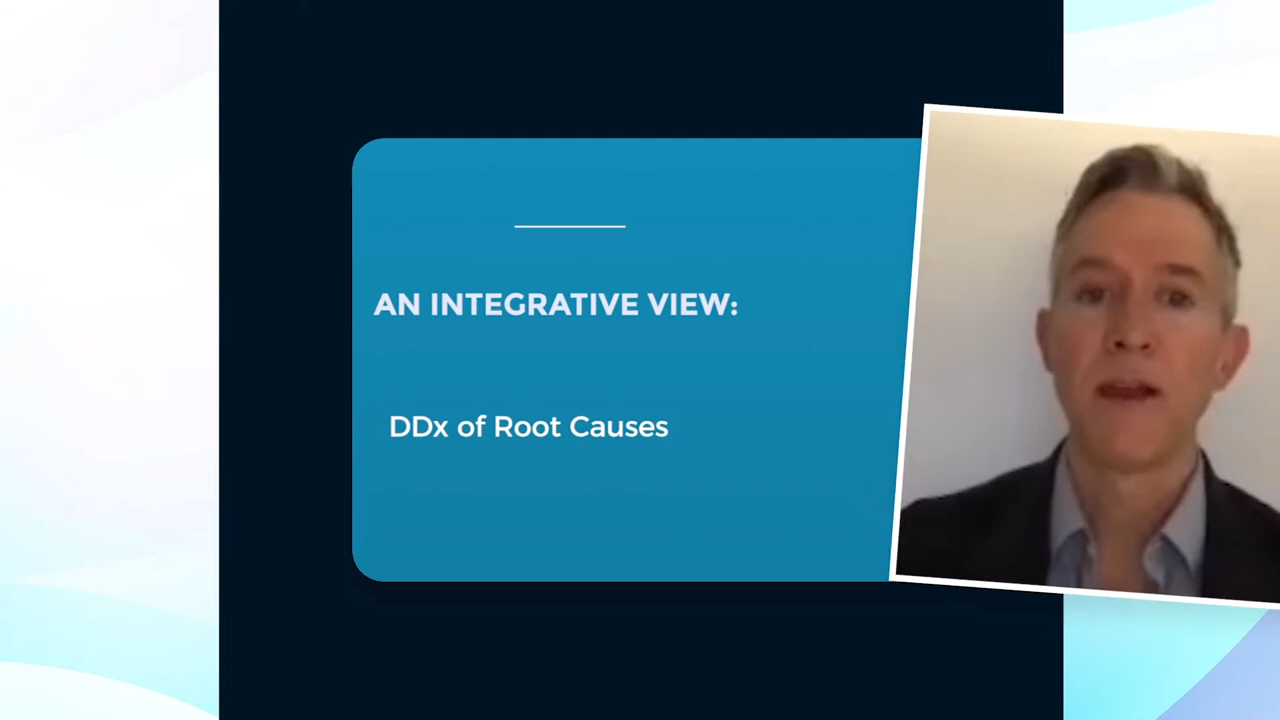 AN INTEGRATIVE VIEW:
DDx of Root Causes